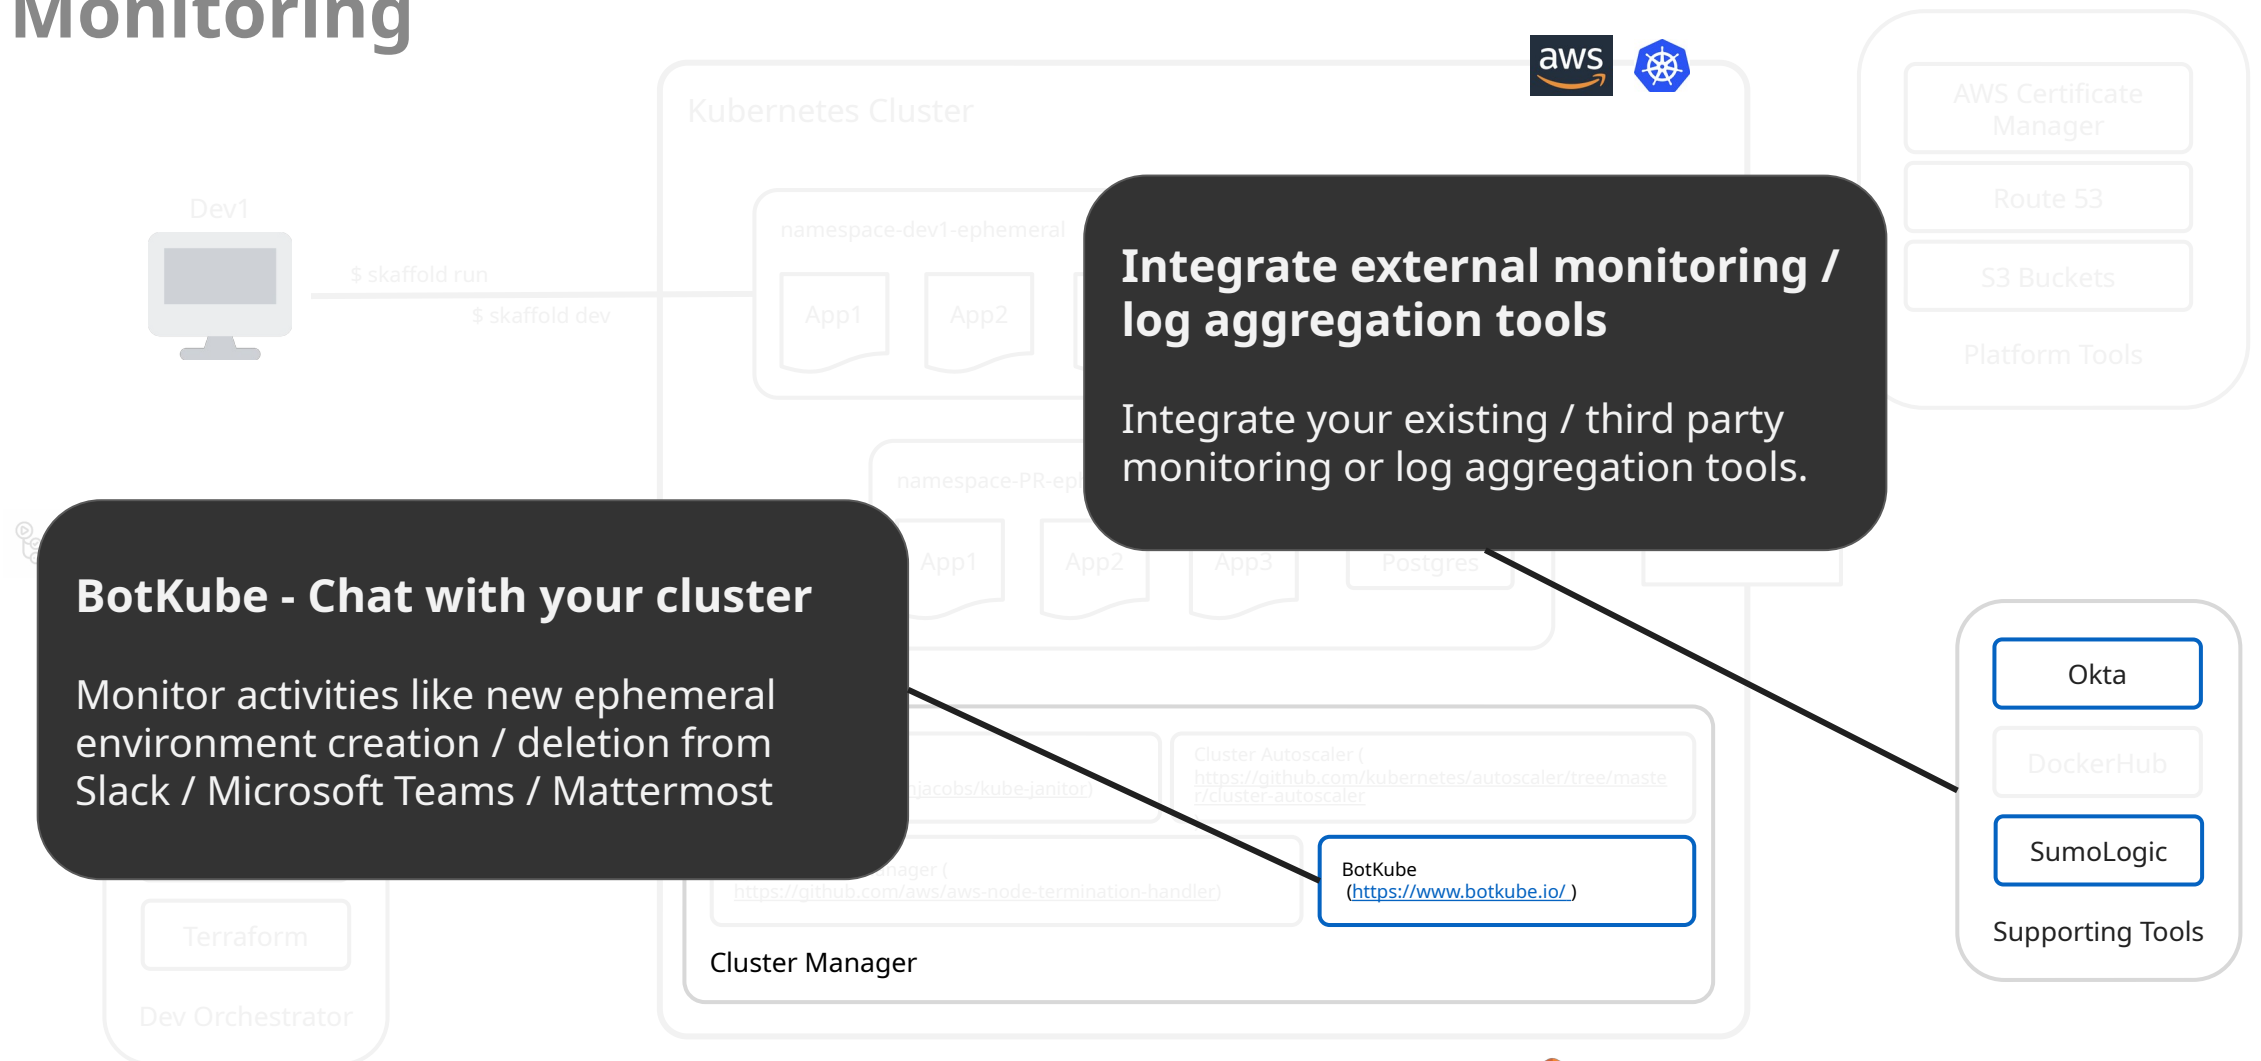 Monitoring
aws
Kubernetes Cluster
AWS Certificate
Manager
Route 53
S3 Buckets
Platform Tools
Dev1
$ skaffold run
$ skaffold dev
namespace-dev1-ephemeral
App1
App2
Integrate external monitoring /
log aggregation tools
Integrate your existing / third party
monitoring or log aggregation tools.
namespace-PR-ep
App1
App2
App3
Postgres
BotKube - Chat with your cluster
Monitor activities like new ephemeral
environment creation / deletion from
Slack / Microsoft Teams / Mattermost
njacobs/kube-janitor)
Cluster Autoscaler (
https://github.com/kubernetes/autoscaler/tree/maste
r/cluster-autoscaler
nager (
https://github.com/aws/aws-node-termination-handler)
BotKube
(https://www.botkube.io/ )
Cluster Manager
Okta
DockerHub
SumoLogic
Supporting Tools
Terraform
Dev Orchestrator